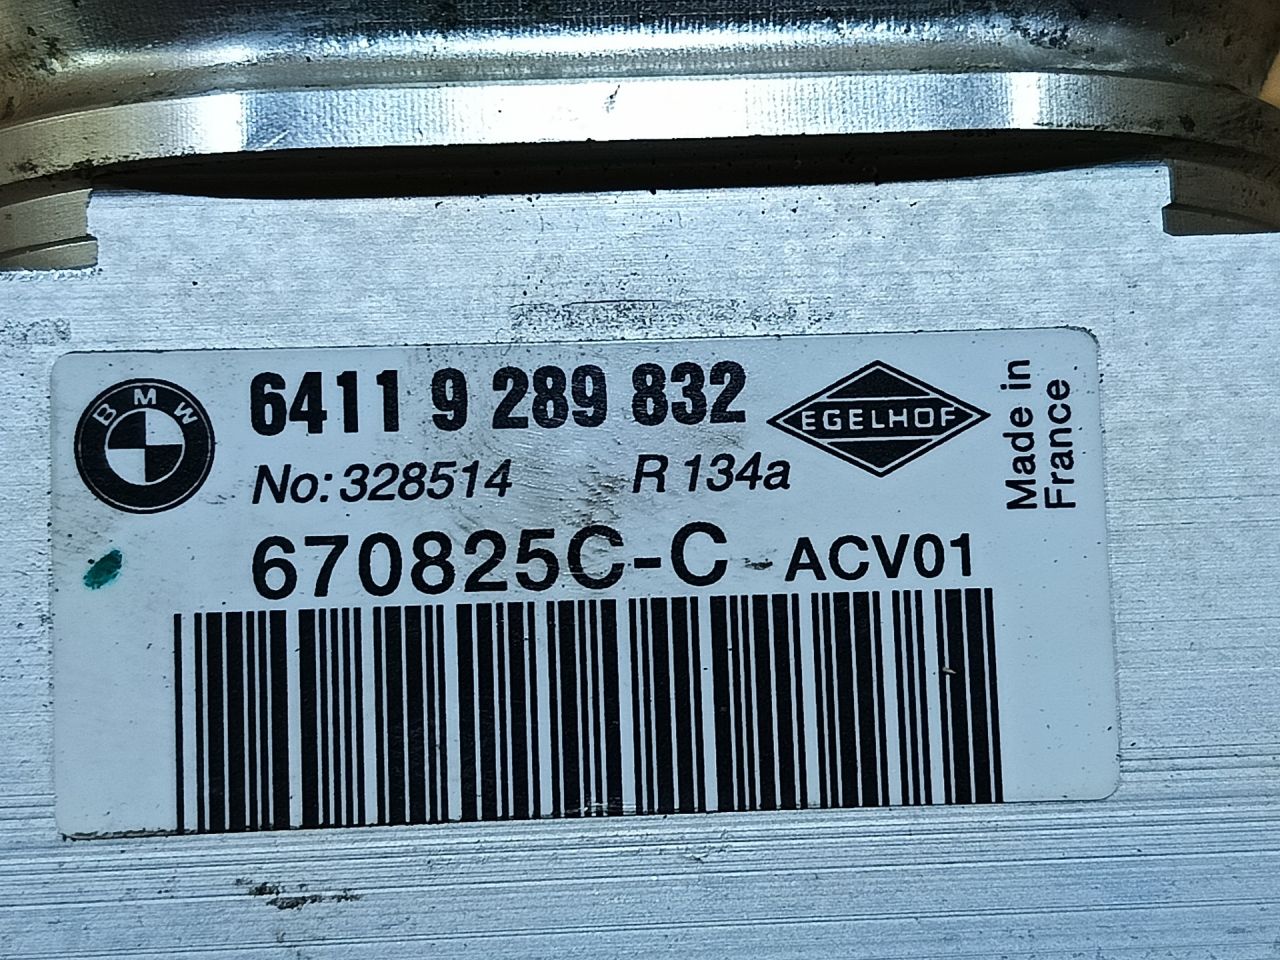 BMW
6411 9 289 832
EGELHOF
Made in
France
No: 328514 R 134a
670825C-C ACV01